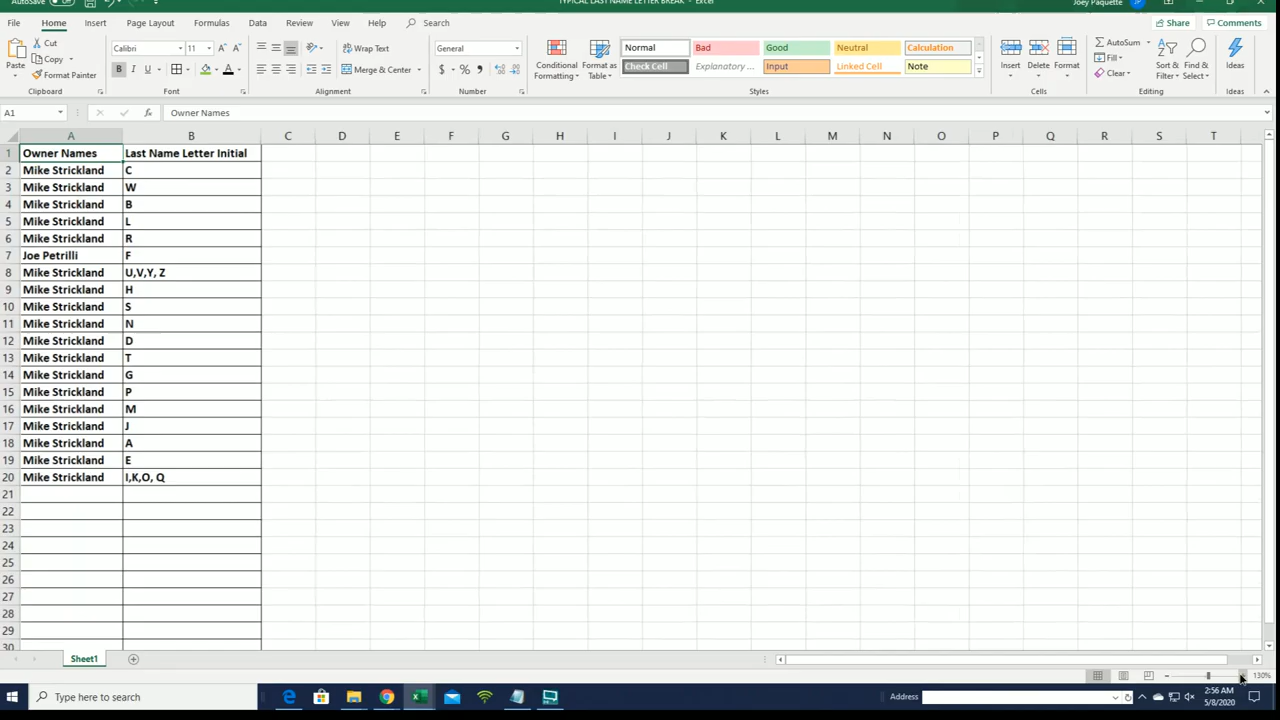 AutoSave Off TYPICAL LAST NAME LETTER BREAK - Excel Joey Paquette JP
File Home Insert Page Layout Formulas Data Review View Help Search Share Comments
Paste Cut Copy Format Painter Clipboard
Calibri 11 A A B I U A Font
Wrap Text Merge & Center Alignment
General $ % , Number
Conditional Formatting Format as Table
Normal Bad Good Neutral Calculation
Check Cell Explanatory ... Input Linked Cell Note
Styles
Insert Delete Format Cells
AutoSum Fill Clear Sort & Filter Find & Select Editing
Ideas Ideas
A1 fx Owner Names
A B C D E F G H I J K L M N O P Q R S T
1 Owner Names Last Name Letter Initial
2 Mike Strickland C
3 Mike Strickland W
4 Mike Strickland B
5 Mike Strickland L
6 Mike Strickland R
7 Joe Petrilli F
8 Mike Strickland U,V,Y, Z
9 Mike Strickland H
10 Mike Strickland S
11 Mike Strickland N
12 Mike Strickland D
13 Mike Strickland T
14 Mike Strickland G
15 Mike Strickland P
16 Mike Strickland M
17 Mike Strickland J
18 Mike Strickland A
19 Mike Strickland E
20 Mike Strickland I,K,O, Q
21
22
23
24
25
26
27
28
29
30
Sheet1
130%
Type here to search Address 2:56 AM
5/8/2020